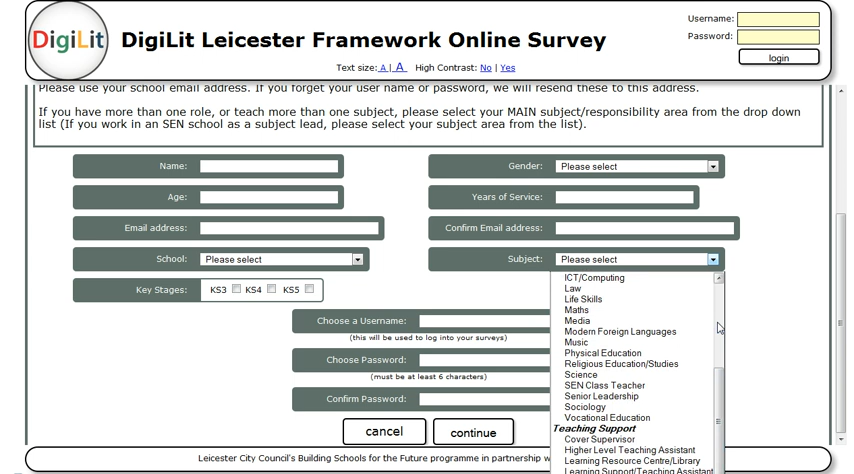 DigiLit
DigiLit Leicester Framework Online Survey
Username:
Password:
login
Text size: A | A High Contrast: No | Yes
Please use your school email address. If you forget your user name or password, we will resend these to this address.
If you have more than one role, or teach more than one subject, please select your MAIN subject/responsibility area from the drop down
list (If you work in an SEN school as a subject lead, please select your subject area from the list).
Name:
Gender: Please select
Age:
Years of Service:
Email address:
Confirm Email address:
School: Please select
Subject: Please select
Key Stages: KS3 KS4 KS5
Choose a Username:
(this will be used to log into your surveys)
Choose Password:
(must be at least 6 characters)
Confirm Password:
cancel
continue
ICT/Computing
Law
Life Skills
Maths
Media
Modern Foreign Languages
Music
Physical Education
Religious Education/Studies
Science
SEN Class Teacher
Senior Leadership
Sociology
Vocational Education
Teaching Support
Cover Supervisor
Higher Level Teaching Assistant
Learning Resource Centre/Library
Learning Support/Teaching Assistant
Leicester City Council's Building Schools for the Future programme in partnership w